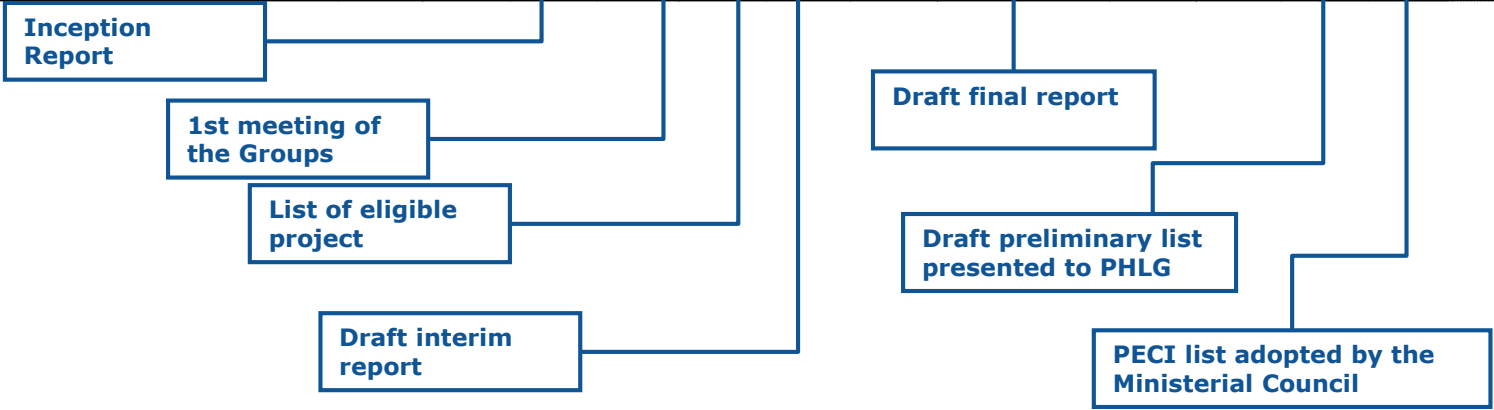 Inception
Report
1st meeting of
the Groups
List of eligible
project
Draft interim
report
Draft final report
Draft preliminary list
presented to PHLG
PECI list adopted by the
Ministerial Council